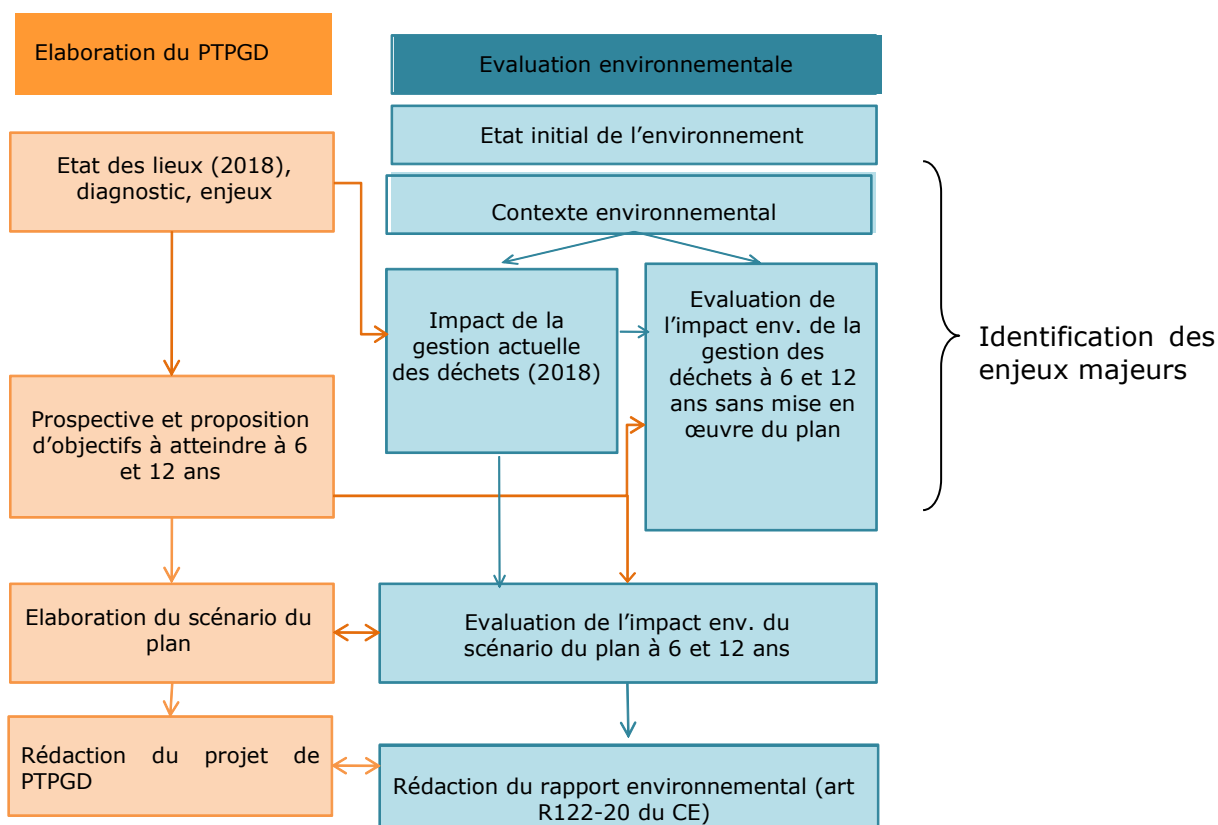 Elaboration du PTPGD
Evaluation environnementale
Etat initial de l’environnement
Etat des lieux (2018),
diagnostic, enjeux
Contexte environnemental
Impact de la
gestion actuelle
des déchets (2018)
Evaluation de
l’impact env. de la
gestion des
déchets à 6 et 12
ans sans mise en
œuvre du plan
Identification des
enjeux majeurs
Prospective et proposition
d’objectifs à atteindre à 6
et 12 ans
Elaboration du scénario du
plan
Evaluation de l’impact env. du
scénario du plan à 6 et 12 ans
Rédaction du projet de
PTPGD
Rédaction du rapport environnemental (art
R122-20 du CE)